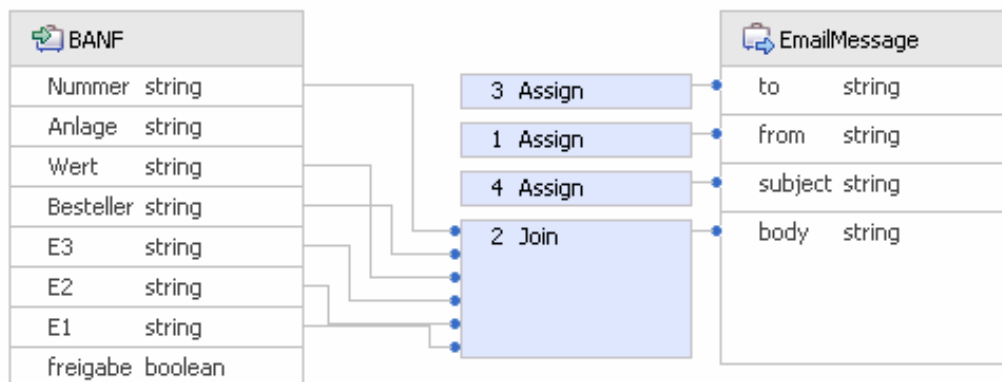 BANF
Nummer string
Anlage string
Wert string
Besteller string
E3 string
E2 string
E1 string
freigabe boolean
3 Assign
1 Assign
4 Assign
2 Join
EmailMessage
to string
from string
subject string
body string